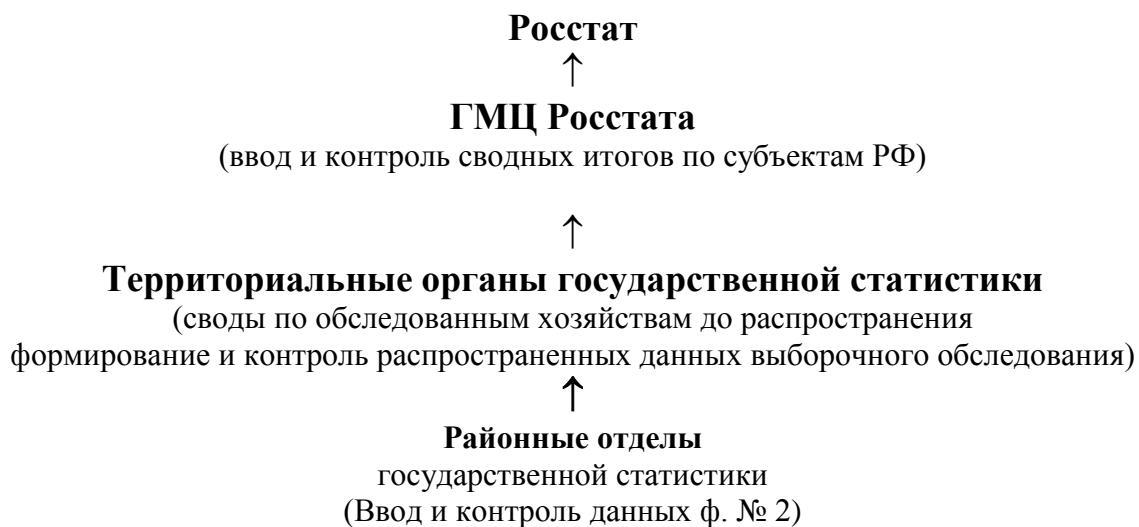 Росстат
↑
ГМЦ Росстата
(ввод и контроль сводных итогов по субъектам РФ)
↑
Территориальные органы государственной статистики
(своды по обследованным хозяйствам до распространения
формирование и контроль распространенных данных выборочного обследования)
↑
Районные отделы
государственной статистики
(Ввод и контроль данных ф. № 2)